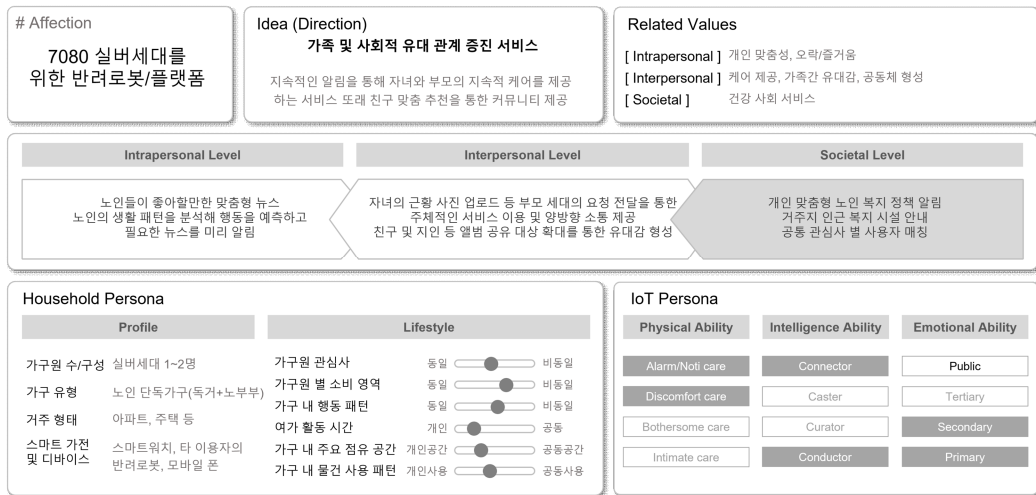 # Affection
7080 실버세대를
위한 반려로봇/플랫폼
Idea (Direction)
가족 및 사회적 유대 관계 증진 서비스
지속적인 알림을 통해 자녀와 부모의 지속적 케어를 제공
하는 서비스 또래 친구 맞춤 추천을 통한 커뮤니티 제공
Related Values
[ Intrapersonal ] 개인 맞춤성, 오락/즐거움
[ Interpersonal ] 케어 제공, 가족간 유대감, 공동체 형성
[ Societal ] 건강 사회 서비스
Intrapersonal Level
Interpersonal Level
Societal Level
노인들이 좋아할만한 맞춤형 뉴스
노인의 생활 패턴을 분석해 행동을 예측하고
필요한 뉴스를 미리 알림
자녀의 근황 사진 업로드 등 부모 세대의 요청 전달을 통한
주체적인 서비스 이용 및 양방향 소통 제공
친구 및 지인 등 앨범 공유 대상 확대를 통한 유대감 형성
개인 맞춤형 노인 복지 정책 알림
거주지 인근 복지 시설 안내
공통 관심사 별 사용자 매칭
Household Persona
Profile
가구원 수/구성 실버세대 1~2명
가구 유형 노인 단독가구(독거+노부부)
거주 형태 아파트, 주택 등
스마트 가전
및 디바이스
스마트워치, 타 이용자의
반려로봇, 모바일 폰
Lifestyle
가구원 관심사 동일 비동일
가구원 별 소비 영역 동일 비동일
가구 내 행동 패턴 동일 비동일
여가 활동 시간 개인 공동
가구 내 주요 점유 공간 개인공간 공동공간
가구 내 물건 사용 패턴 개인사용 공동사용
IoT Persona
Physical Ability Intelligence Ability Emotional Ability
Alarm/Noti care Connector Public
Discomfort care Caster Tertiary
Bothersome care Curator Secondary
Intimate care Conductor Primary